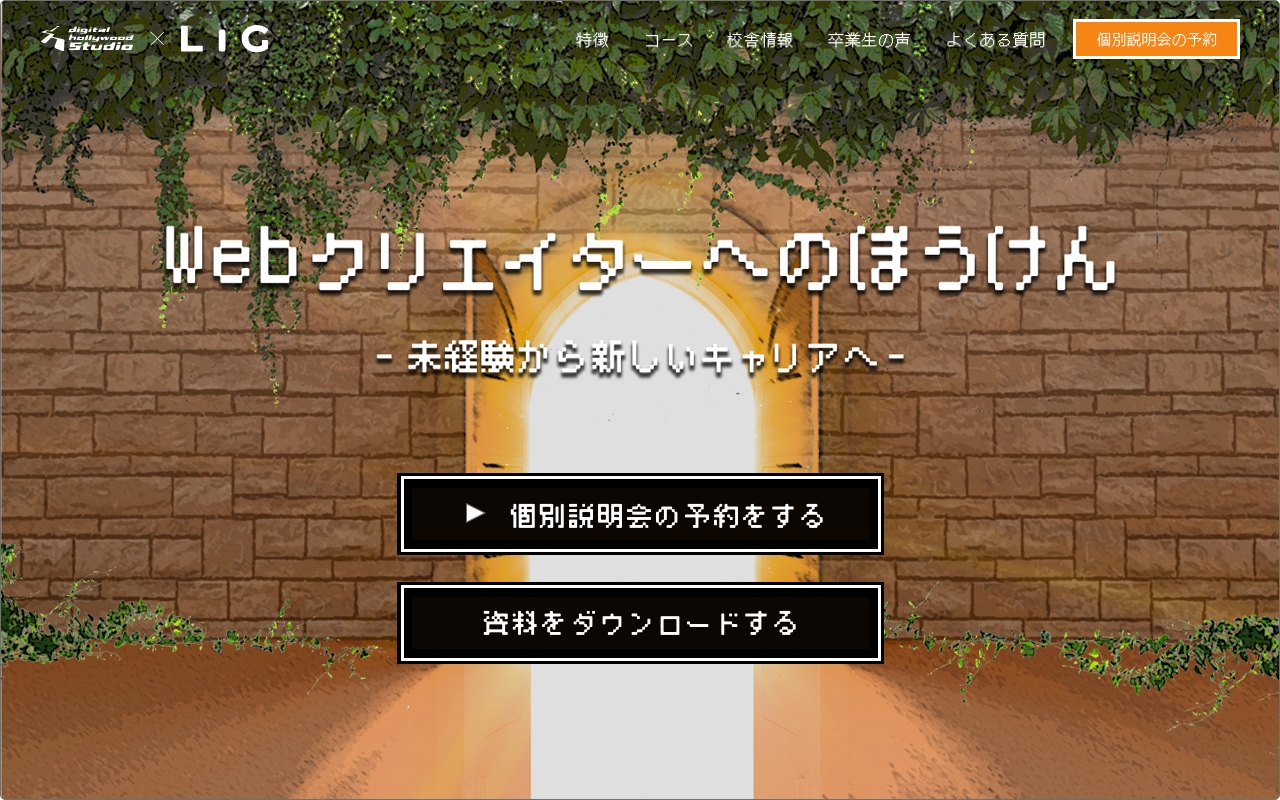 digital
hollywood
Studio
× LIG
特徴
コース
校舎情報
卒業生の声
よくある質問
個別説明会の予約
Webクリエイターへのぼうけん
- 未経験から新しいキャリアへ -
▶ 個別説明会の予約をする
資料をダウンロードする